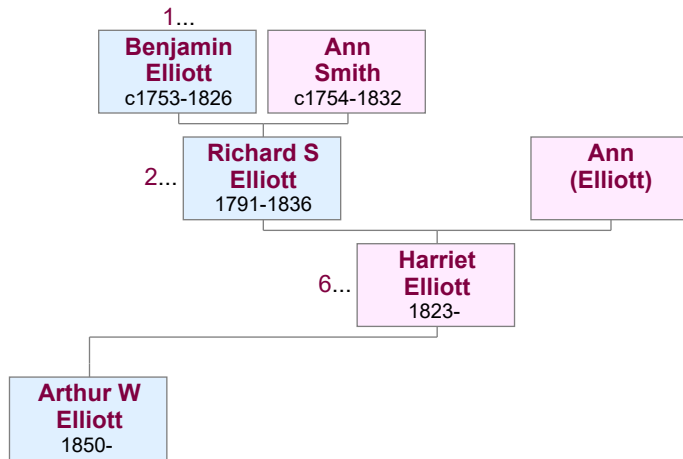 1...
Benjamin
Elliott
c1753-1826
Ann
Smith
c1754-1832
2...
Richard S
Elliott
1791-1836
Ann
(Elliott)
6...
Harriet
Elliott
1823-
Arthur W
Elliott
1850-